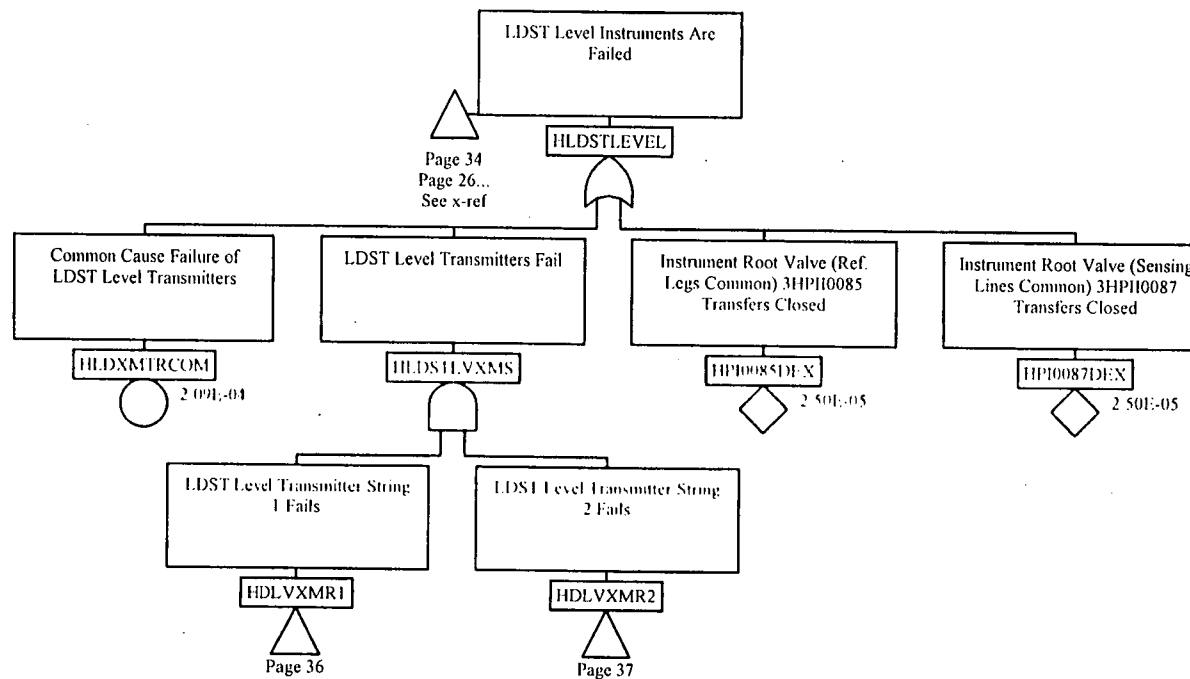 LDST Level Instruments Are
Failed
HLDSTLEVEL
Page 34
Page 26...
See x-ref
Common Cause Failure of
LDST Level Transmitters
HLDXMTRCOM
2.09E-04
LDST Level Transmitters Fail
HLDSTLVXMS
Instrument Root Valve (Ref.
Legs Common) 3HPI0085
Transfers Closed
HPI0085DEX
2.50E-05
Instrument Root Valve (Sensing
Lines Common) 3HPI0087
Transfers Closed
HPI0087DEX
2.50E-05
LDST Level Transmitter String
1 Fails
HDLVXMR1
Page 36
LDST Level Transmitter String
2 Fails
HDLVXMR2
Page 37